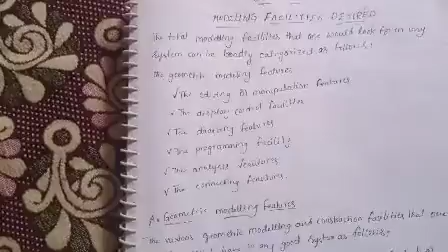 MODELLING FACILITIES DESIRED
The total modelling facilities that one would look for in any
system can be broadly categorized as follows:
The geometric modelling features
✓ The editing or manipulation features
✓ The display control facilities
✓ The drafting features
✓ The programming facility
✓ The analysis features
✓ The connecting features.
Geometric modelling features
The various geometric modelling and construction facilities that one
have in any good system as follows:-